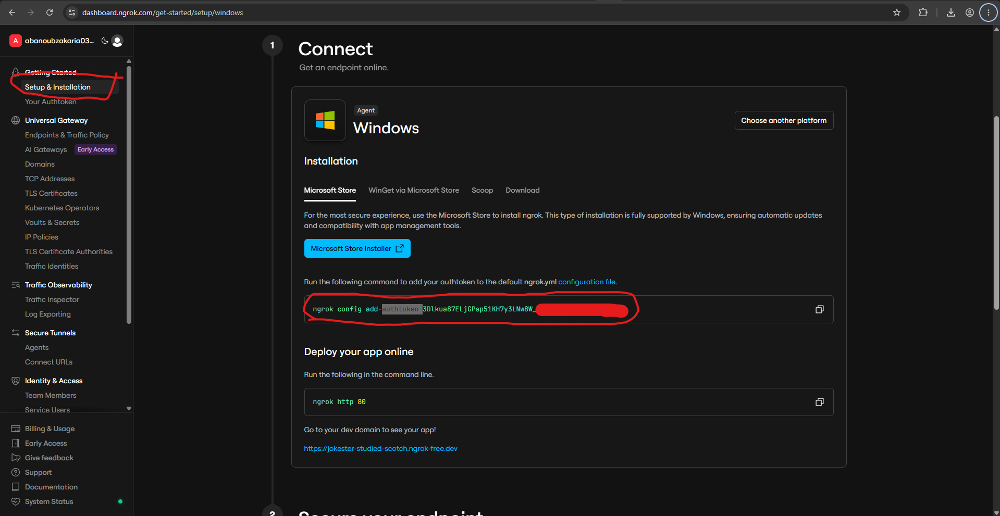 dashboard.ngrok.com/get-started/setup/windows
A abanoubzakaria03...
Getting Started
Setup & Installation
Your Authtoken
Universal Gateway
Endpoints & Traffic Policy
AI Gateways Early Access
Domains
TCP Addresses
TLS Certificates
Kubernetes Operators
Vaults & Secrets
IP Policies
TLS Certificate Authorities
Traffic Identities
Traffic Observability
Traffic Inspector
Log Exporting
Secure Tunnels
Agents
Connect URLs
Identity & Access
Team Members
Service Users
Billing & Usage
Early Access
Give feedback
Support
Documentation
System Status
1
Connect
Get an endpoint online.
Agent
Windows
Choose another platform
Installation
Microsoft Store WinGet via Microsoft Store Scoop Download
For the most secure experience, use the Microsoft Store to install ngrok. This type of installation is fully supported by Windows, ensuring automatic updates
and compatibility with app management tools.
Microsoft Store Installer
Run the following command to add your authtoken to the default ngrok.yml configuration file.
ngrok config add-authtoken 3Dlkua87ELjGPsp51KH7y3LNw8W_
Deploy your app online
Run the following in the command line.
ngrok http 80
Go to your dev domain to see your app!
https://jokester-studied-scotch.ngrok-free.dev
2
Secure your endpoint